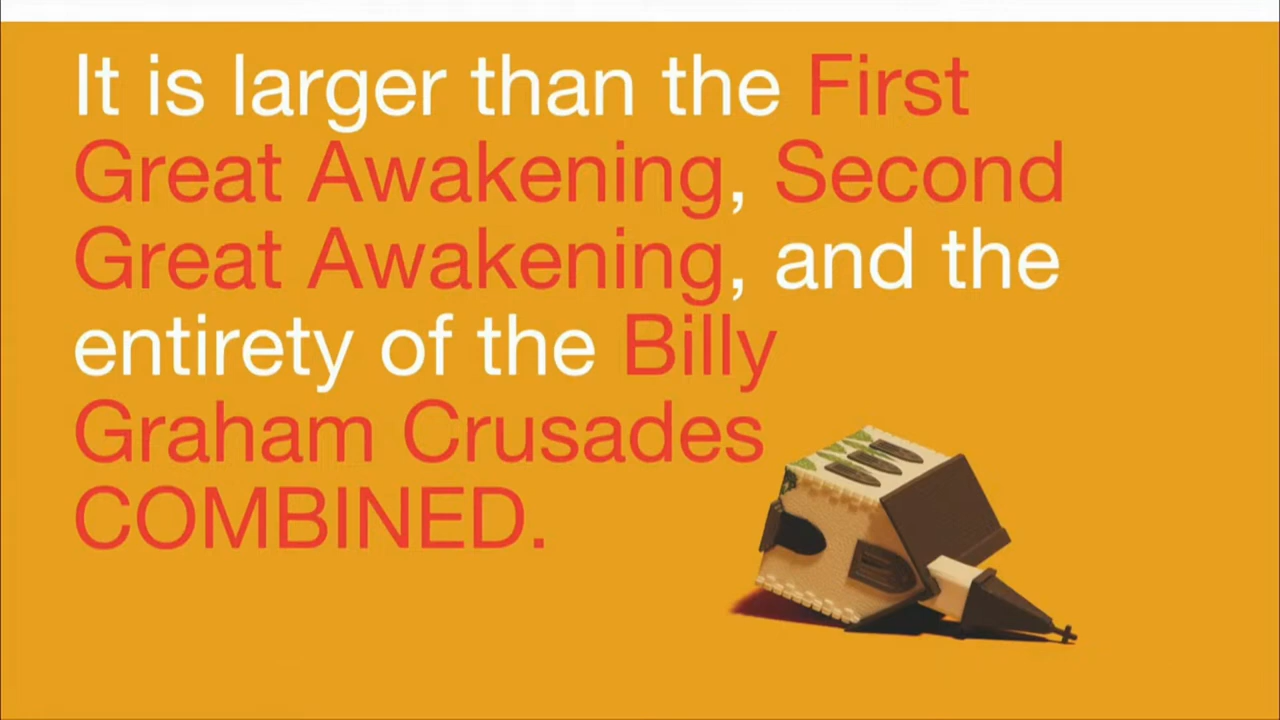 It is larger than the First
Great Awakening, Second
Great Awakening, and the
entirety of the Billy
Graham Crusades
COMBINED.